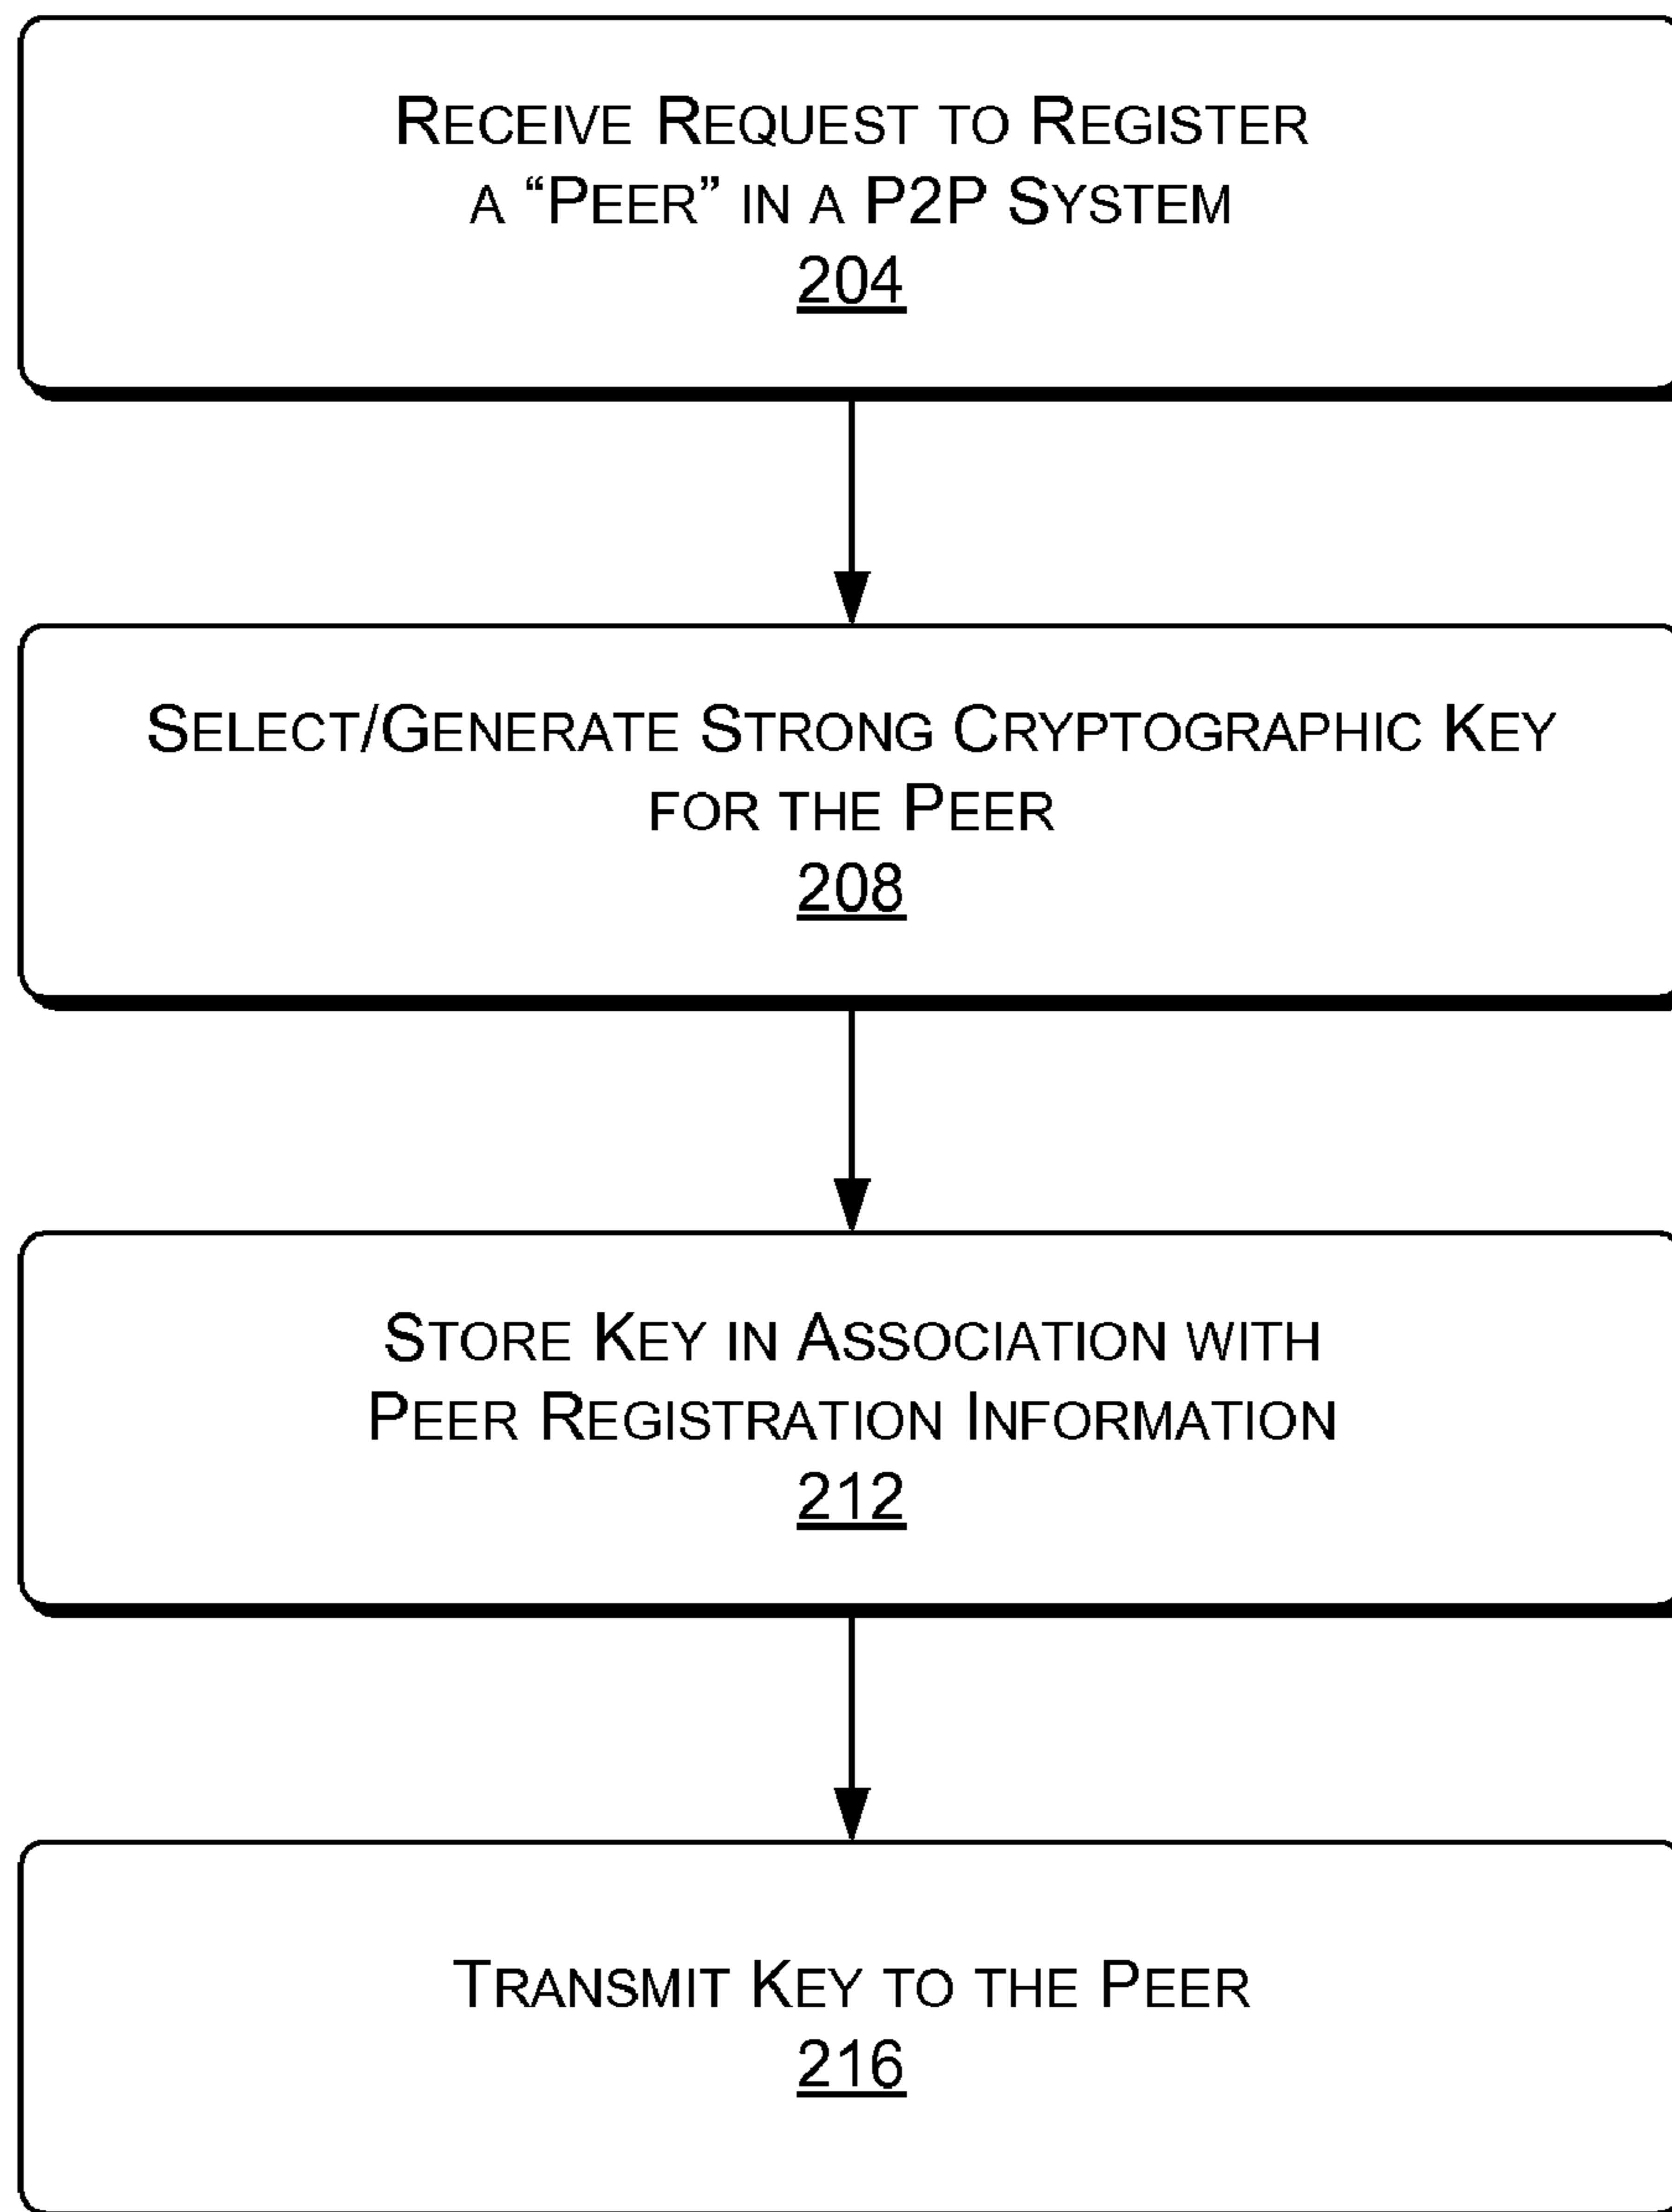 RECEIVE REQUEST TO REGISTER
A “PEER” IN A P2P SYSTEM
204
SELECT/GENERATE STRONG CRYPTOGRAPHIC KEY
FOR THE PEER
208
STORE KEY IN ASSOCIATION WITH
PEER REGISTRATION INFORMATION
212
TRANSMIT KEY TO THE PEER
216